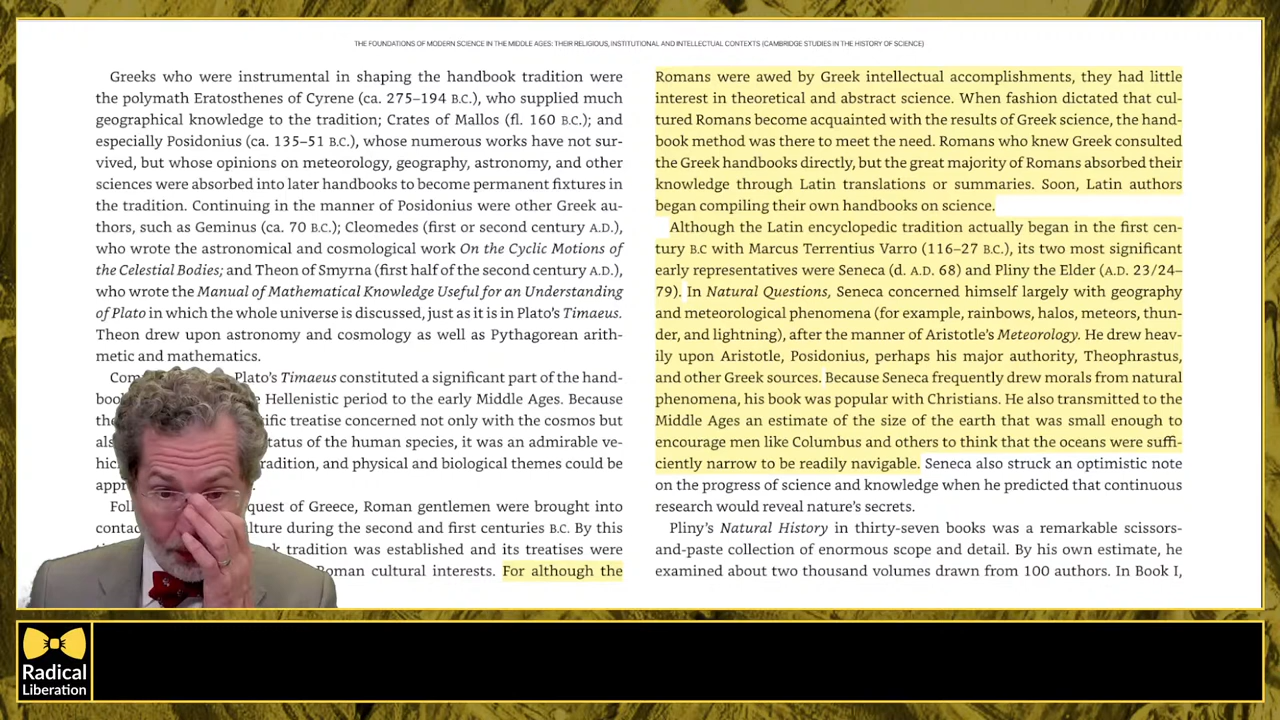 THE FOUNDATIONS OF MODERN SCIENCE IN THE MIDDLE AGES: THEIR RELIGIOUS, INSTITUTIONAL AND INTELLECTUAL CONTEXTS (CAMBRIDGE STUDIES IN THE HISTORY OF SCIENCE)
Greeks who were instrumental in shaping the handbook tradition were
the polymath Eratosthenes of Cyrene (ca. 275–194 B.C.), who supplied much
geographical knowledge to the tradition; Crates of Mallos (fl. 160 B.C.); and
especially Posidonius (ca. 135–51 B.C.), whose numerous works have not sur-
vived, but whose opinions on meteorology, geography, astronomy, and other
sciences were absorbed into later handbooks to become permanent fixtures in
the tradition. Continuing in the manner of Posidonius were other Greek au-
thors, such as Geminus (ca. 70 B.C.); Cleomedes (first or second century A.D.),
who wrote the astronomical and cosmological work On the Cyclic Motions of
the Celestial Bodies; and Theon of Smyrna (first half of the second century A.D.),
who wrote the Manual of Mathematical Knowledge Useful for an Understanding
of Plato in which the whole universe is discussed, just as it is in Plato's Timaeus.
Theon drew upon astronomy and cosmology as well as Pythagorean arith-
metic and mathematics.
Plato's Timaeus constituted a significant part of the hand-
Hellenistic period to the early Middle Ages. Because
treatise concerned not only with the cosmos but
of the human species, it was an admirable ve-
and physical and biological themes could be
of Greece, Roman gentlemen were brought into
during the second and first centuries B.C. By this
tradition was established and its treatises were
Roman cultural interests. For although the
Romans were awed by Greek intellectual accomplishments, they had little
interest in theoretical and abstract science. When fashion dictated that cul-
tured Romans become acquainted with the results of Greek science, the hand-
book method was there to meet the need. Romans who knew Greek consulted
the Greek handbooks directly, but the great majority of Romans absorbed their
knowledge through Latin translations or summaries. Soon, Latin authors
began compiling their own handbooks on science.
Although the Latin encyclopedic tradition actually began in the first cen-
tury B.C with Marcus Terrentius Varro (116–27 B.C.), its two most significant
early representatives were Seneca (d. A.D. 68) and Pliny the Elder (A.D. 23/24–
79). In Natural Questions, Seneca concerned himself largely with geography
and meteorological phenomena (for example, rainbows, halos, meteors, thun-
der, and lightning), after the manner of Aristotle's Meteorology. He drew heav-
ily upon Aristotle, Posidonius, perhaps his major authority, Theophrastus,
and other Greek sources. Because Seneca frequently drew morals from natural
phenomena, his book was popular with Christians. He also transmitted to the
Middle Ages an estimate of the size of the earth that was small enough to
encourage men like Columbus and others to think that the oceans were suffi-
ciently narrow to be readily navigable. Seneca also struck an optimistic note
on the progress of science and knowledge when he predicted that continuous
research would reveal nature's secrets.
Pliny's Natural History in thirty-seven books was a remarkable scissors-
and-paste collection of enormous scope and detail. By his own estimate, he
examined about two thousand volumes drawn from 100 authors. In Book I,
Radical
Liberation